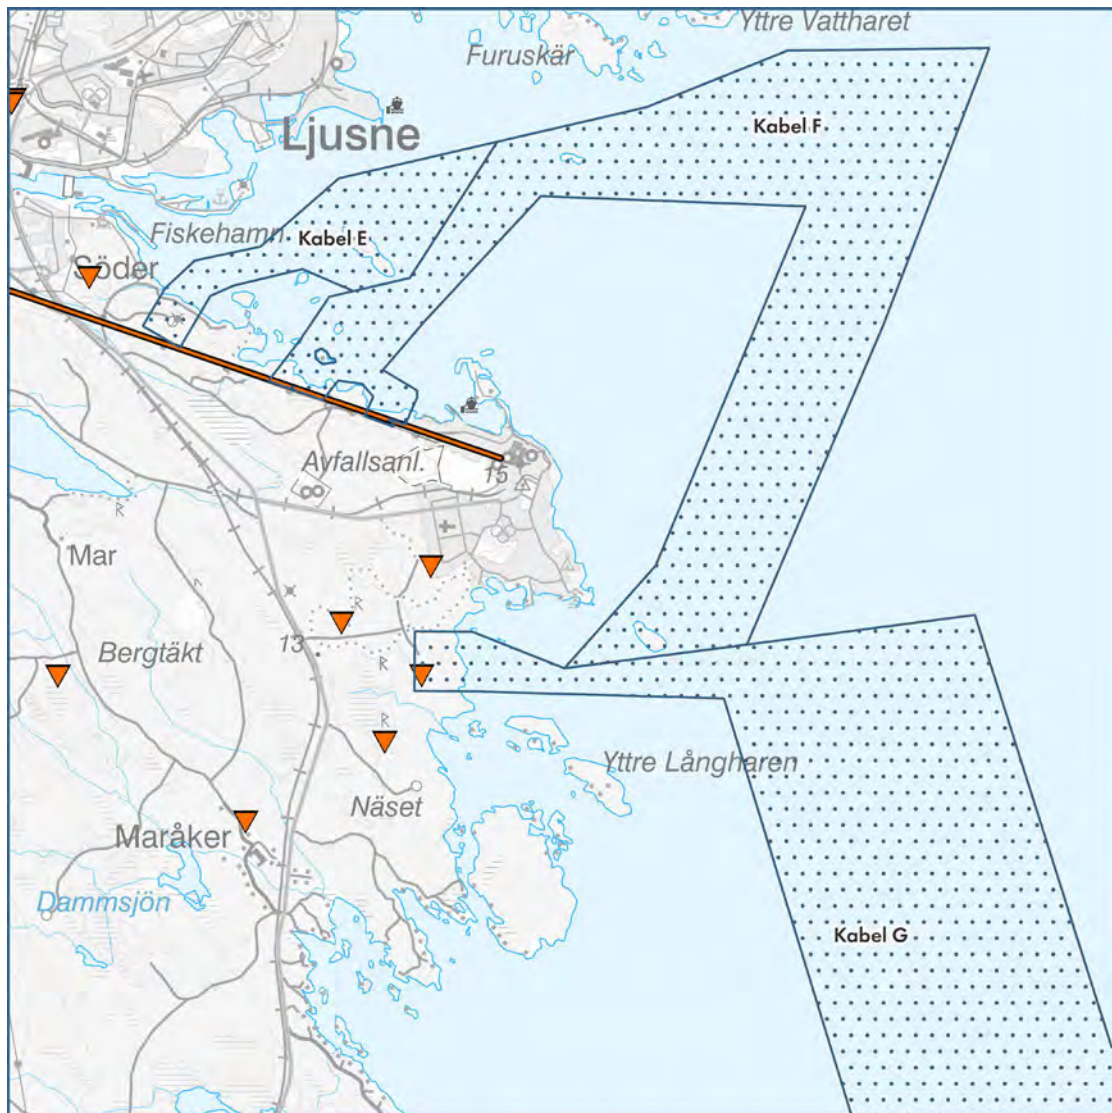 Yttre Vattharet
Furuskär
Ljusne
Kabel F
Fiskehamn
Kabel E
Söder
Avfallsanl.
15
R
Mar
R
13
Bergtäkt
R
R
Yttre Långharen
Näset
Maråker
Dammsjön
Kabel G